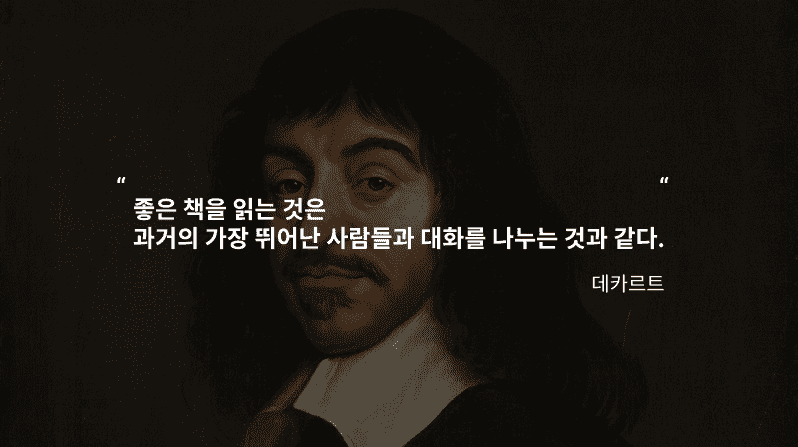 “ “
좋은 책을 읽는 것은
과거의 가장 뛰어난 사람들과 대화를 나누는 것과 같다.
데카르트